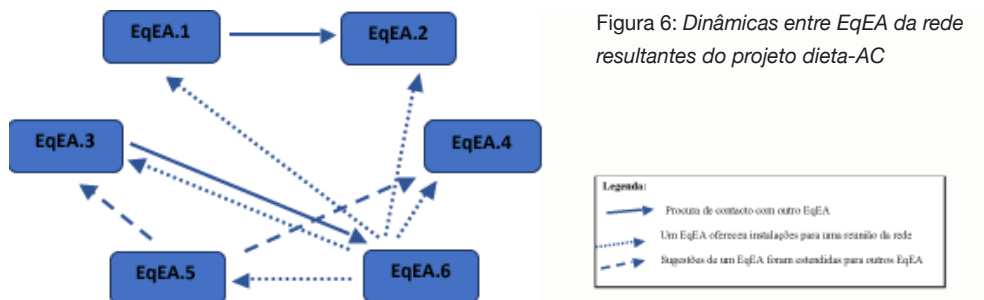 EqEA.1
EqEA.2
Figura 6: Dinâmicas entre EqEA da rede
resultantes do projeto dieta-AC
EqEA.3
EqEA.4
EqEA.5
EqEA.6
Legenda:
Procura de contacto com outro EqEA
Um EqEA ofereceu instalações para uma reunião da rede
Sugestões de um EqEA foram estendidas para outros EqEA